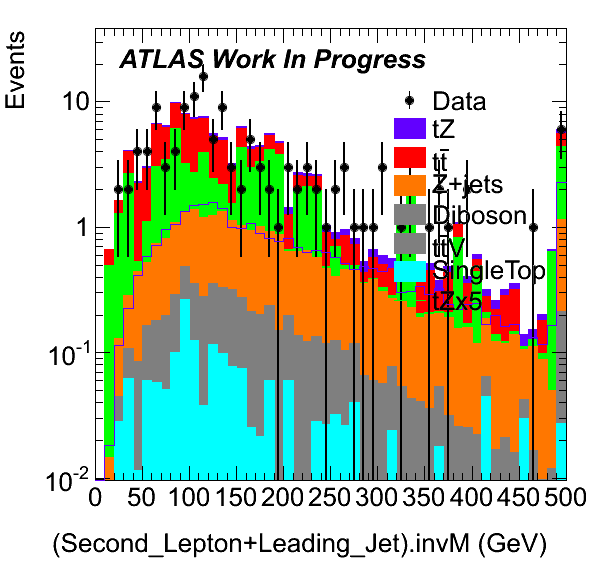 Events
ATLAS Work In Progress
Data
tZ
tt̄
Z+jets
Diboson
tt̄V
SingleTop
tZx5
10
1
10⁻¹
10⁻²
0 50 100 150 200 250 300 350 400 450 500
(Second_Lepton+Leading_Jet).invM (GeV)